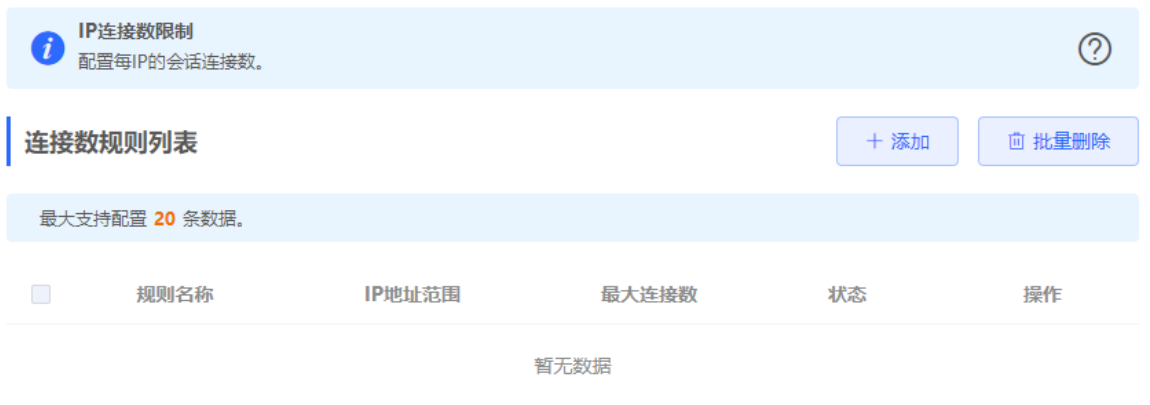 IP连接数限制
配置每IP的会话连接数。
连接数规则列表
添加
批量删除
最大支持配置 20 条数据。
规则名称 IP地址范围 最大连接数 状态 操作
暂无数据